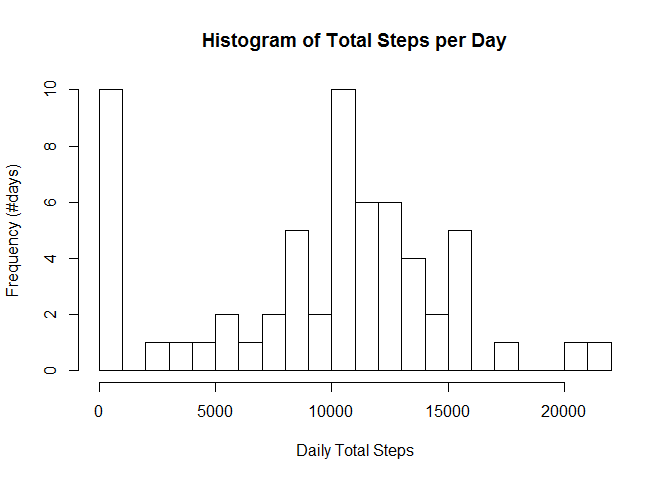 Histogram of Total Steps per Day
Frequency (#days)
10
8
6
4
2
0
0 5000 10000 15000 20000
Daily Total Steps